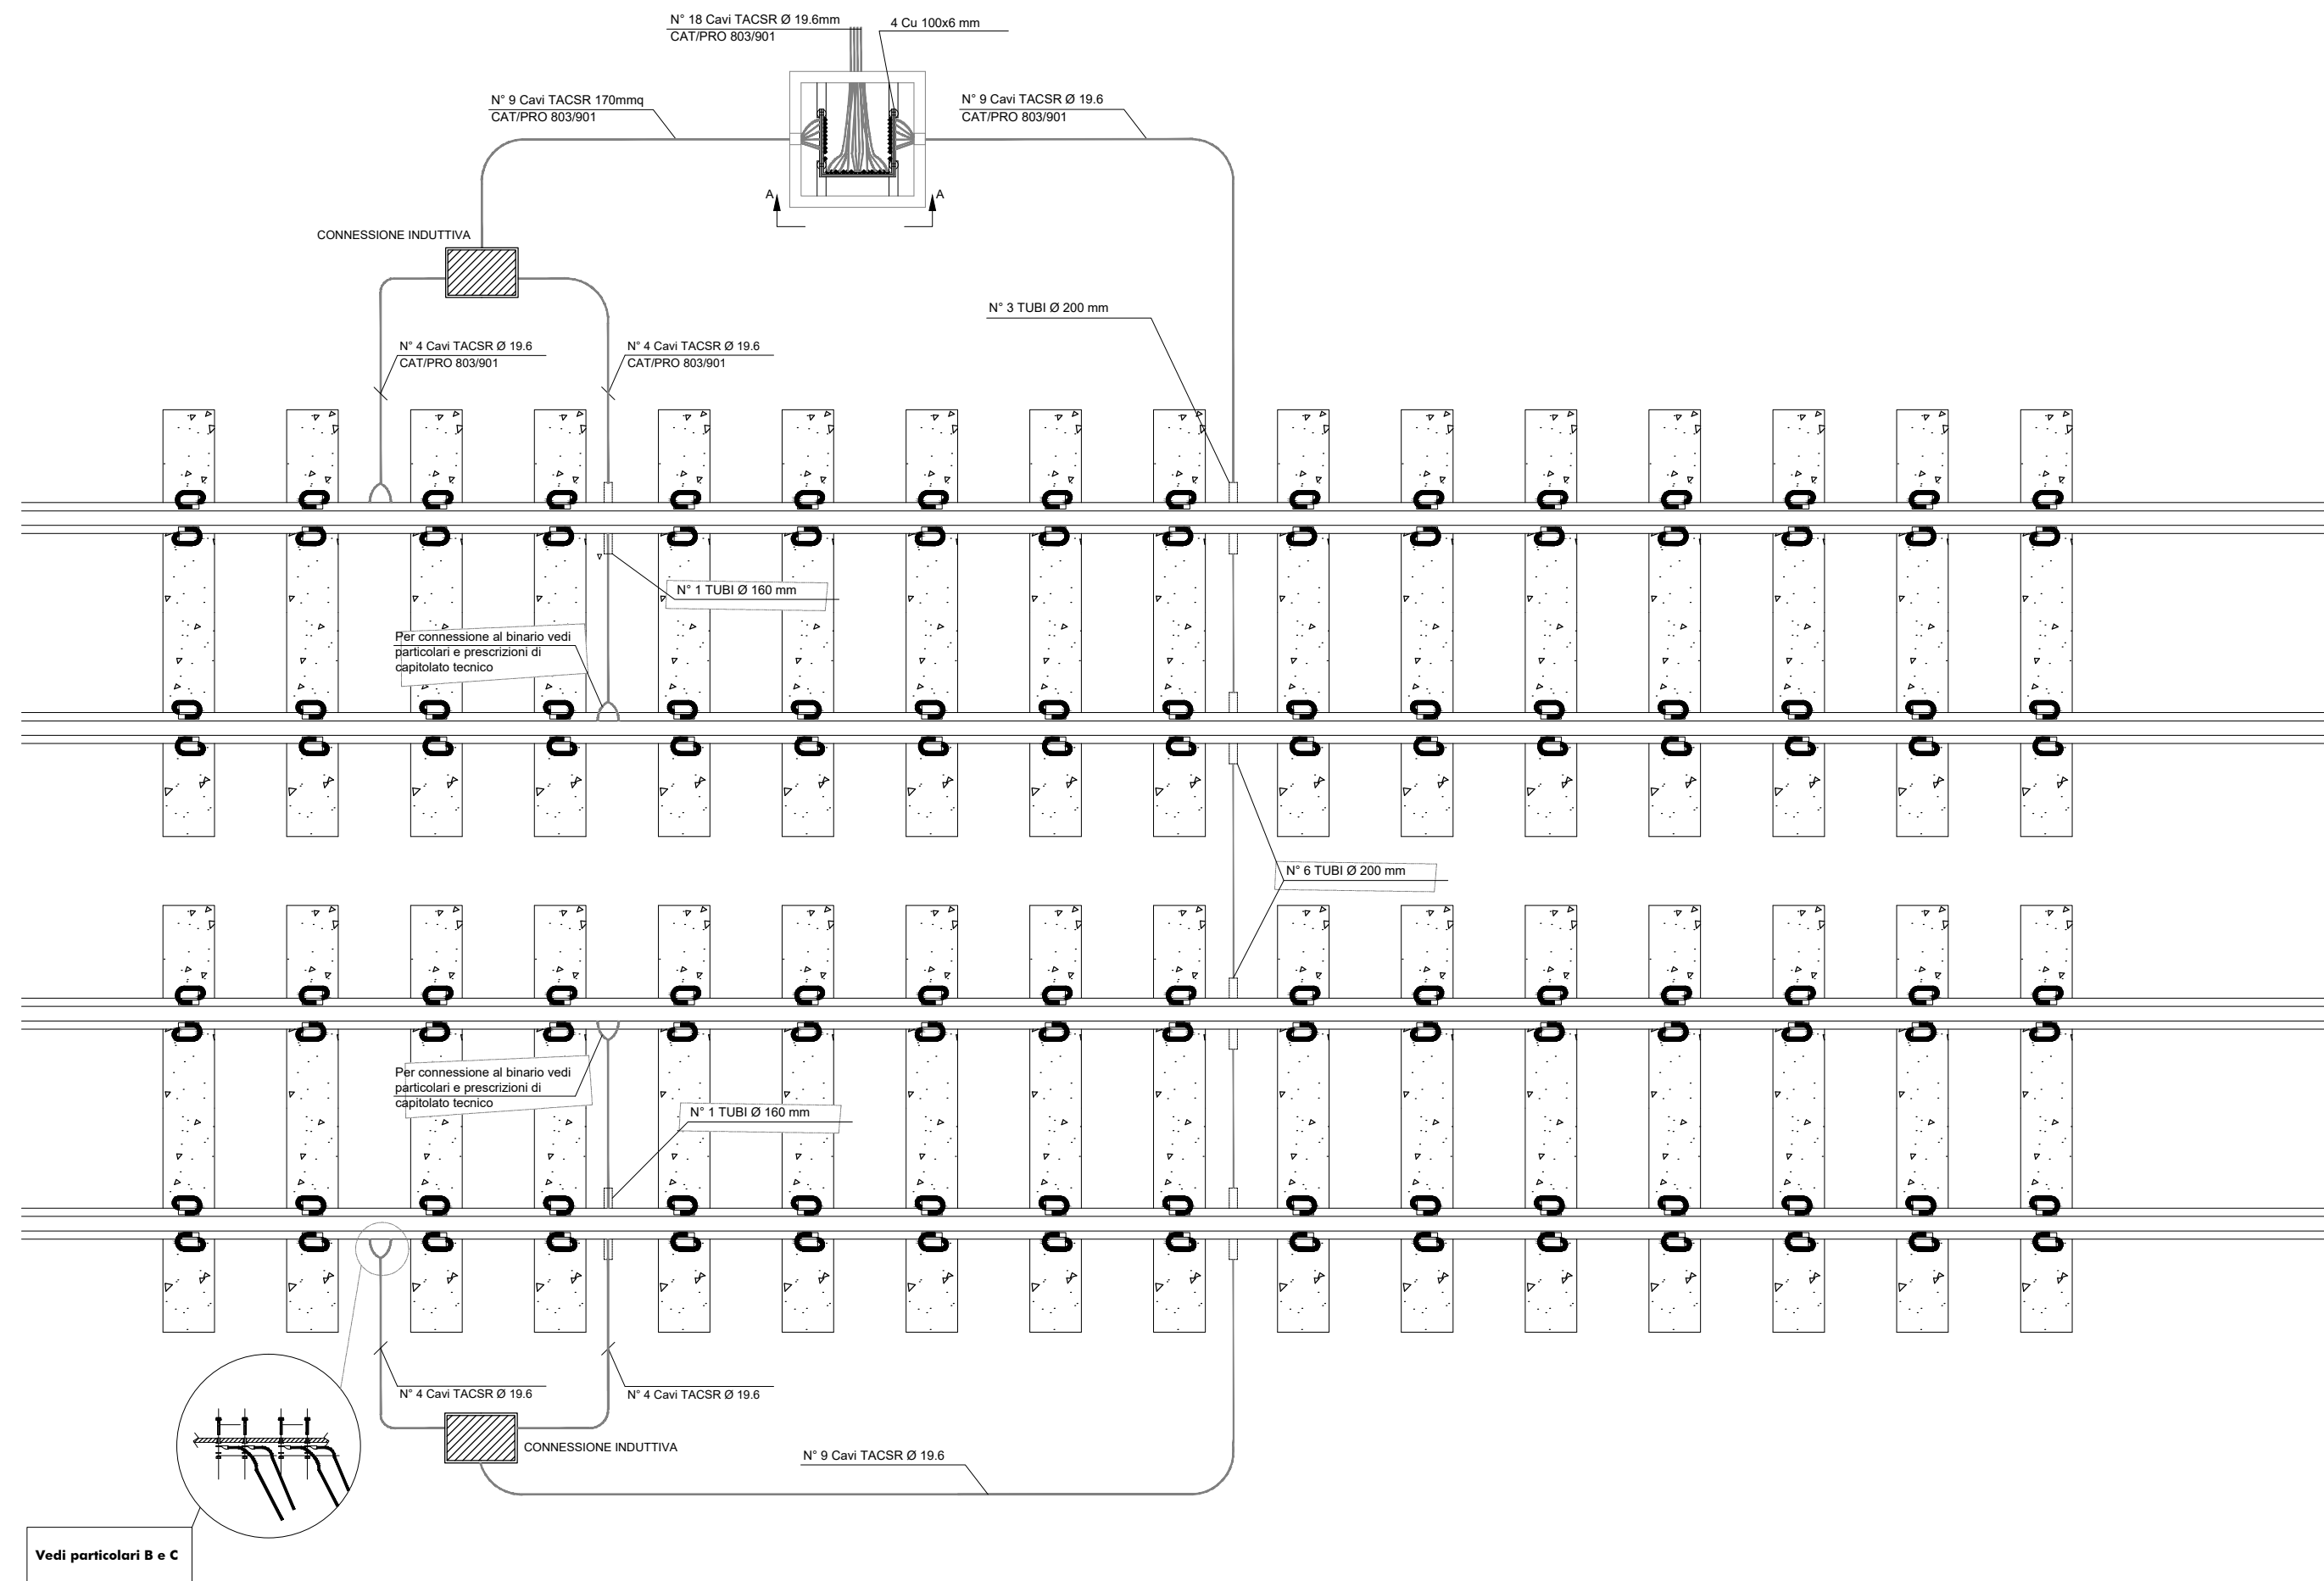 N° 18 Cavi TACSR Ø 19.6mm
CAT/PRO 803/901
4 Cu 100x6 mm
N° 9 Cavi TACSR 170mmq
CAT/PRO 803/901
N° 9 Cavi TACSR Ø 19.6
CAT/PRO 803/901
A
A
CONNESSIONE INDUTTIVA
N° 3 TUBI Ø 200 mm
N° 4 Cavi TACSR Ø 19.6
CAT/PRO 803/901
N° 4 Cavi TACSR Ø 19.6
CAT/PRO 803/901
N° 1 TUBI Ø 160 mm
Per connessione al binario vedi
particolari e prescrizioni di
capitolato tecnico
N° 6 TUBI Ø 200 mm
Per connessione al binario vedi
particolari e prescrizioni di
capitolato tecnico
N° 1 TUBI Ø 160 mm
N° 4 Cavi TACSR Ø 19.6
N° 4 Cavi TACSR Ø 19.6
CONNESSIONE INDUTTIVA
N° 9 Cavi TACSR Ø 19.6
Vedi particolari B e C